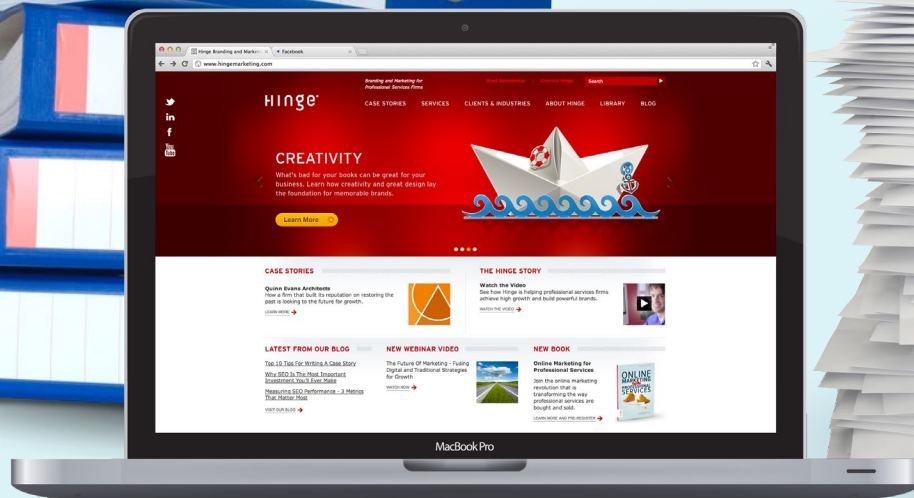 Hinge Branding and Market
Facebook
www.hingemarketing.com
Branding and Marketing for
Professional Services Firms
Search
You
Tube
Hinge
CASE STORIES
SERVICES
CLIENTS & INDUSTRIES
ABOUT HINGE
LIBRARY
BLOG
CREATIVITY
What's bad for your books can be great for your
business. Learn how creativity and great design lay
the foundation for memorable brands.
Learn More
CASE STORIES
Quinn Evans Architects
How a firm that built its reputation on restoring the
past is looking to the future for growth.
LEARN MORE
THE HINGE STORY
Watch the Video
See how Hinge is helping professional services firms
achieve high growth and build powerful brands.
WATCH THE VIDEO
LATEST FROM OUR BLOG
Top 10 Tips For Writing A Case Story
Why SEO Is The Most Important
Investment You'll Ever Make
Measuring SEO Performance - 3 Metrics
That Matter Most
VISIT OUR BLOG
NEW WEBINAR VIDEO
The Future Of Marketing - Fusing
Digital and Traditional Strategies
for Growth
WATCH NOW
NEW BOOK
Online Marketing for
Professional Services
Join the online marketing
revolution that is
transforming the way
professional services are
bought and sold.
LEARN MORE AND PRE-REGISTER
ONLINE
MARKETING
PROFESSIONAL
SERVICES
MacBook Pro